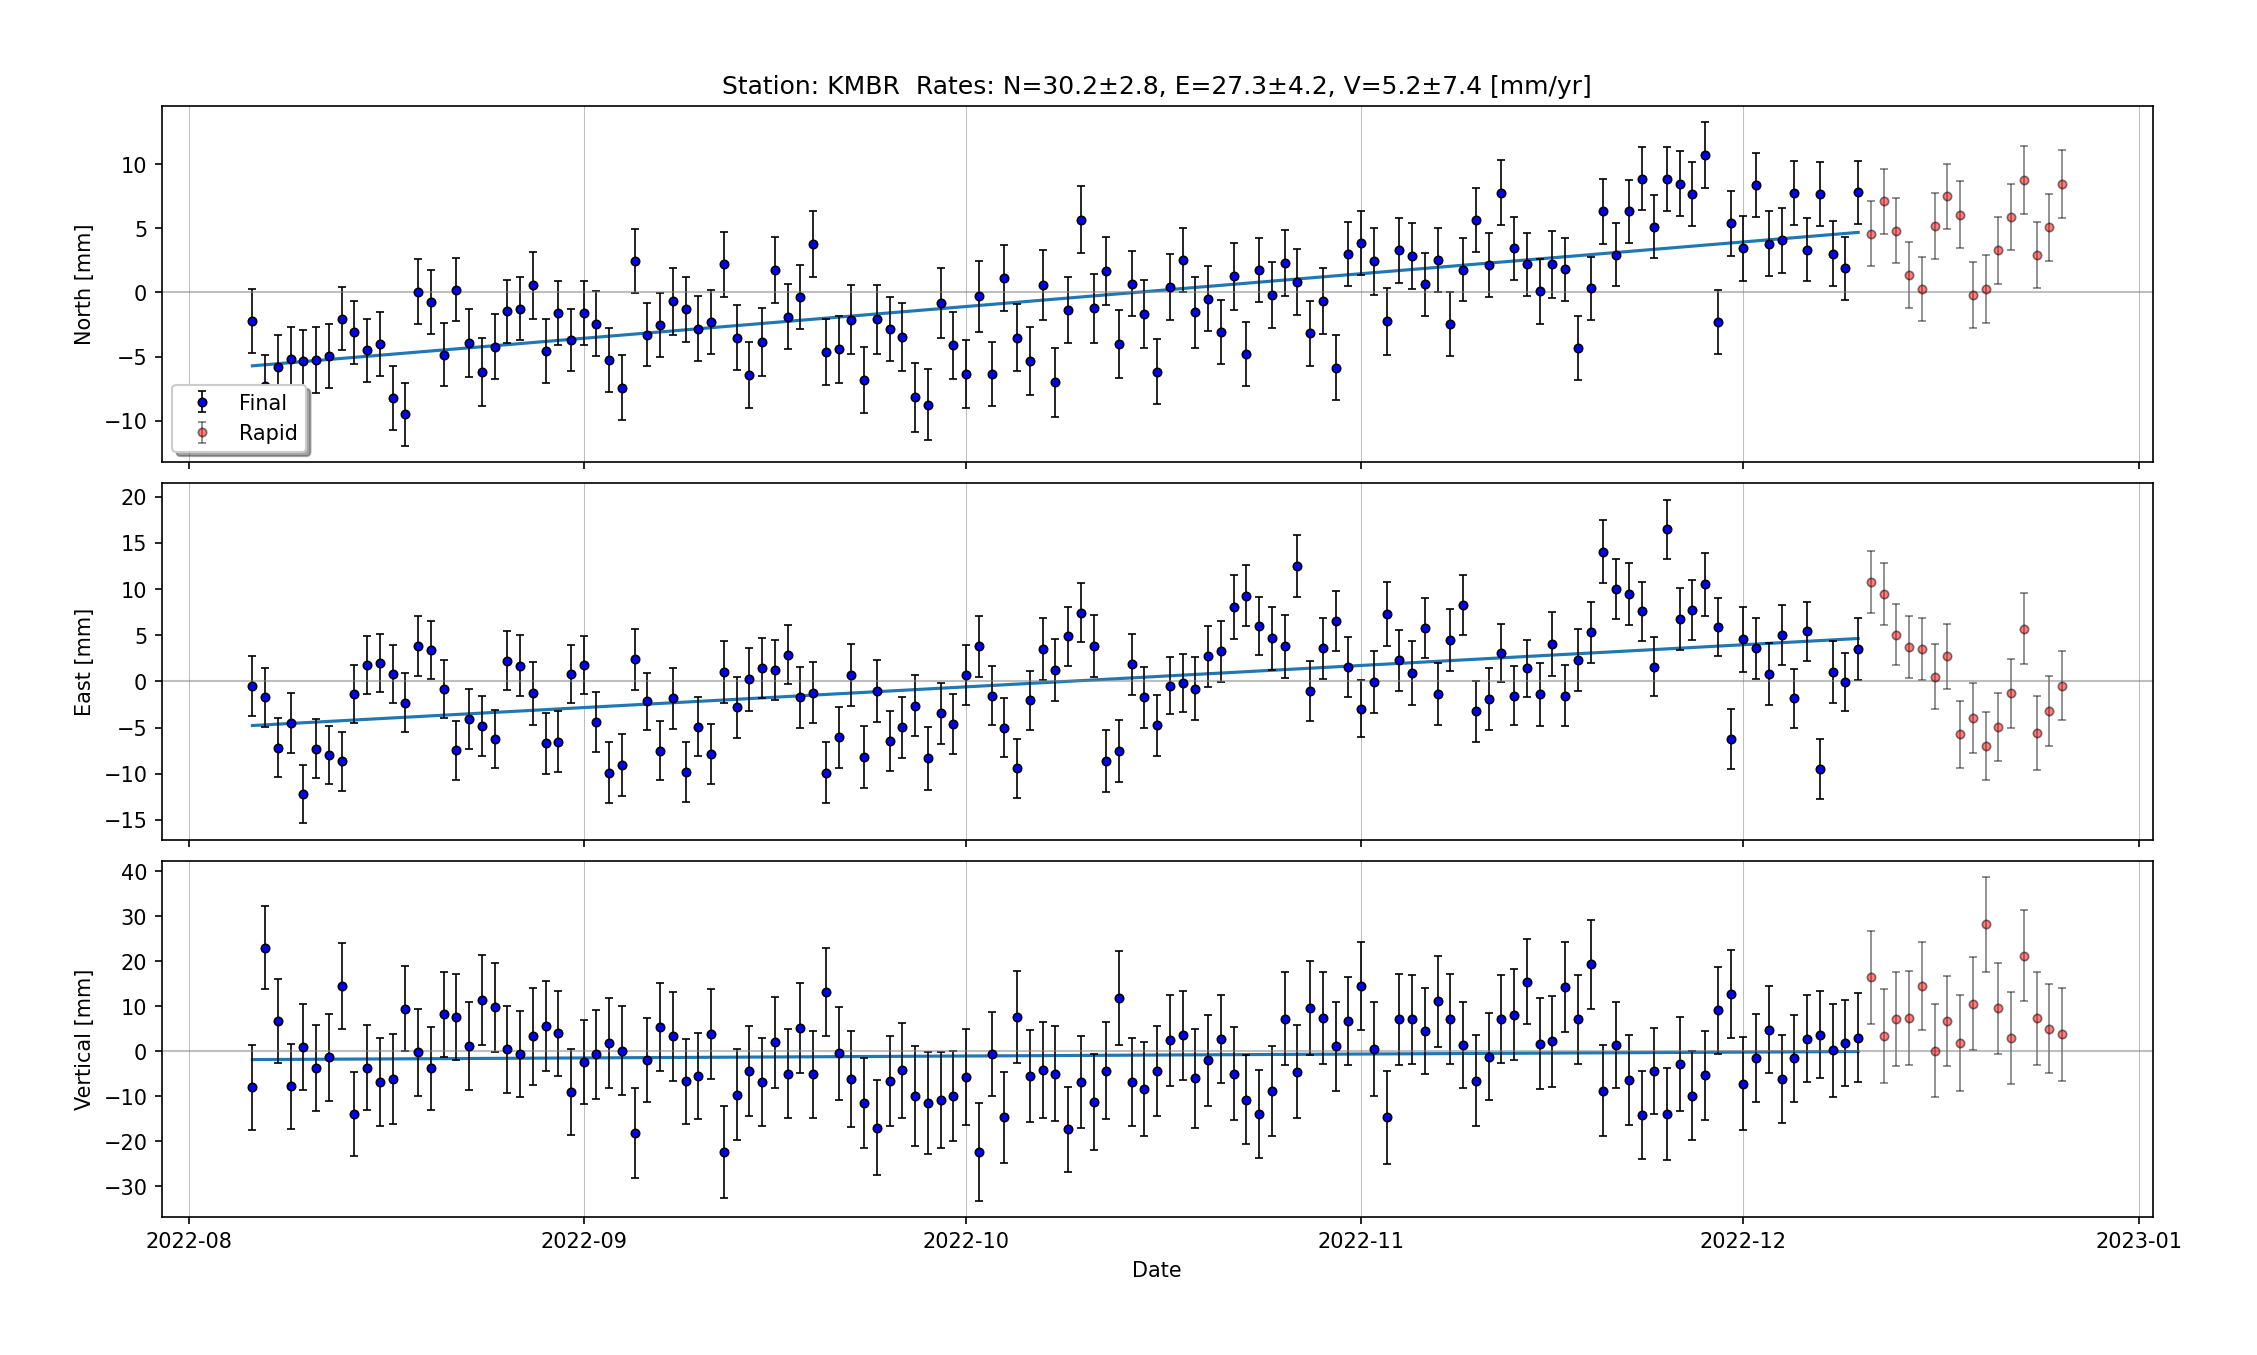 Station: KMBR  Rates: N=30.2±2.8, E=27.3±4.2, V=5.2±7.4 [mm/yr]
North [mm]
10
5
0
−5
−10
Final
Rapid
East [mm]
20
15
10
5
0
−5
−10
−15
Vertical [mm]
40
30
20
10
0
−10
−20
−30
2022-08 2022-09 2022-10 2022-11 2022-12 2023-01
Date